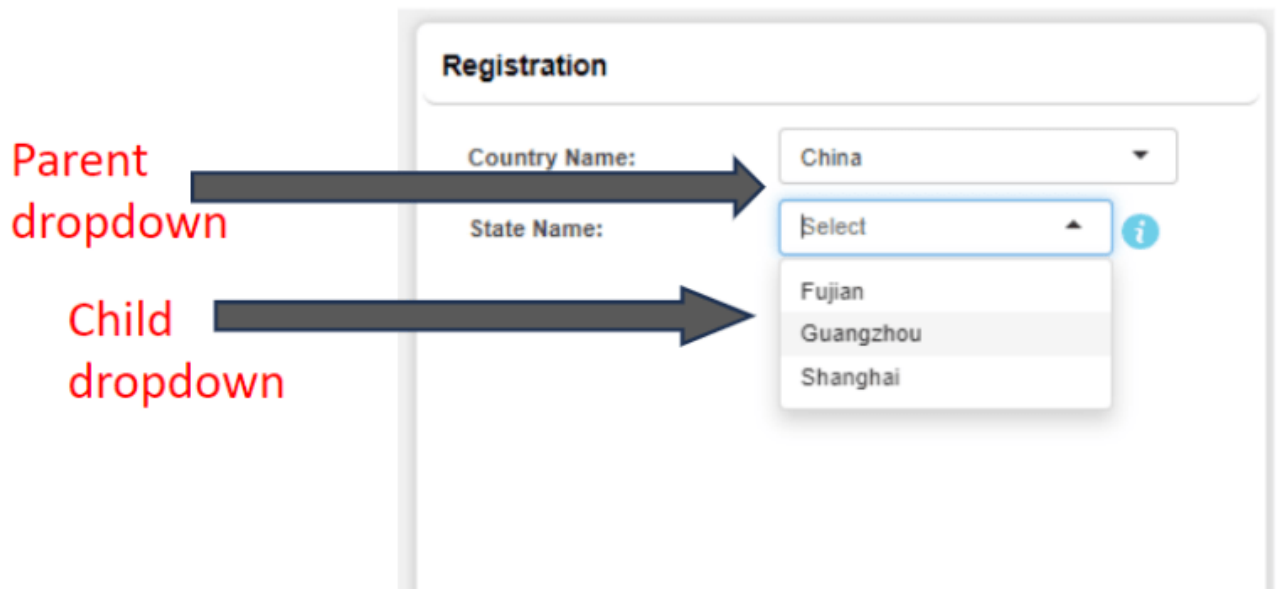 Registration
Parent
dropdown
Country Name:
China
State Name:
Select
i
Child
dropdown
Fujian
Guangzhou
Shanghai